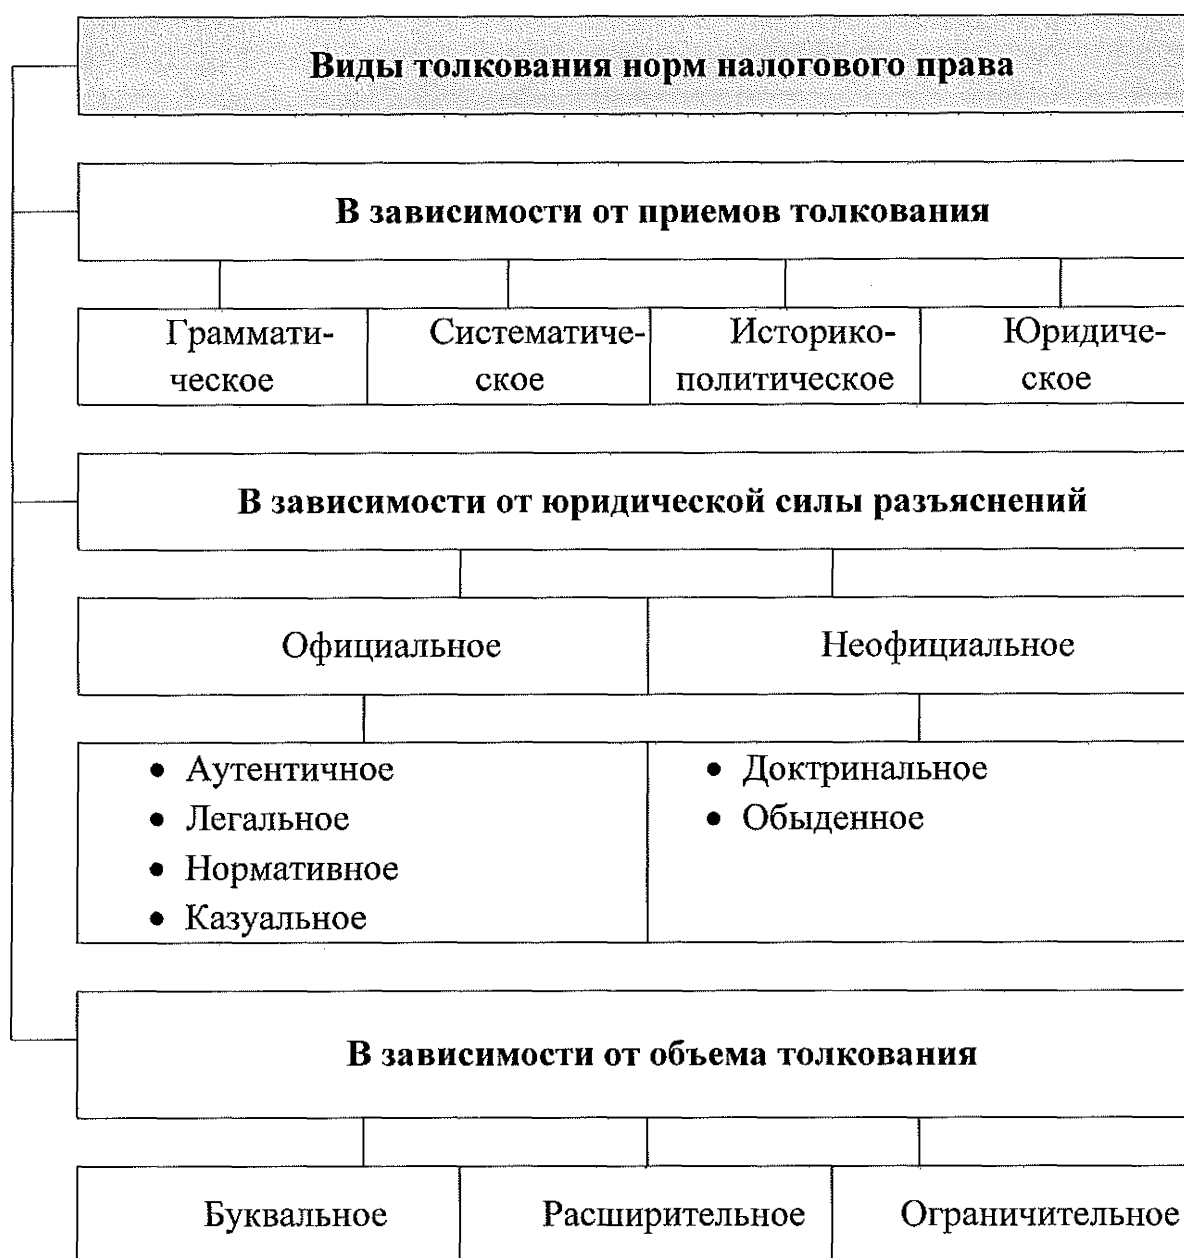 Виды толкования норм налогового права
В зависимости от приемов толкования
Граммати-
ческое
Систематиче-
ское
Историко-
политическое
Юридиче-
ское
В зависимости от юридической силы разъяснений
Официальное
Неофициальное
• Аутентичное
• Легальное
• Нормативное
• Казуальное
• Доктринальное
• Обыденное
В зависимости от объема толкования
Буквальное
Расширительное
Ограничительное